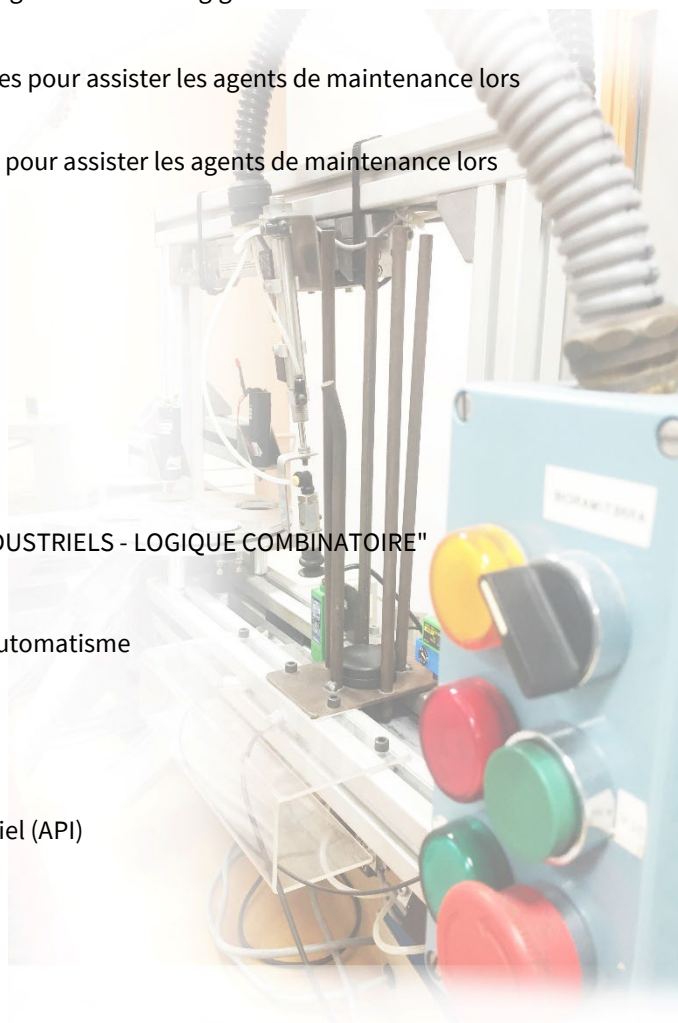 es pour assister les agents de maintenance lors
pour assister les agents de maintenance lors
DUSTRIELS - LOGIQUE COMBINATOIRE"
utomatisme
iel (API)